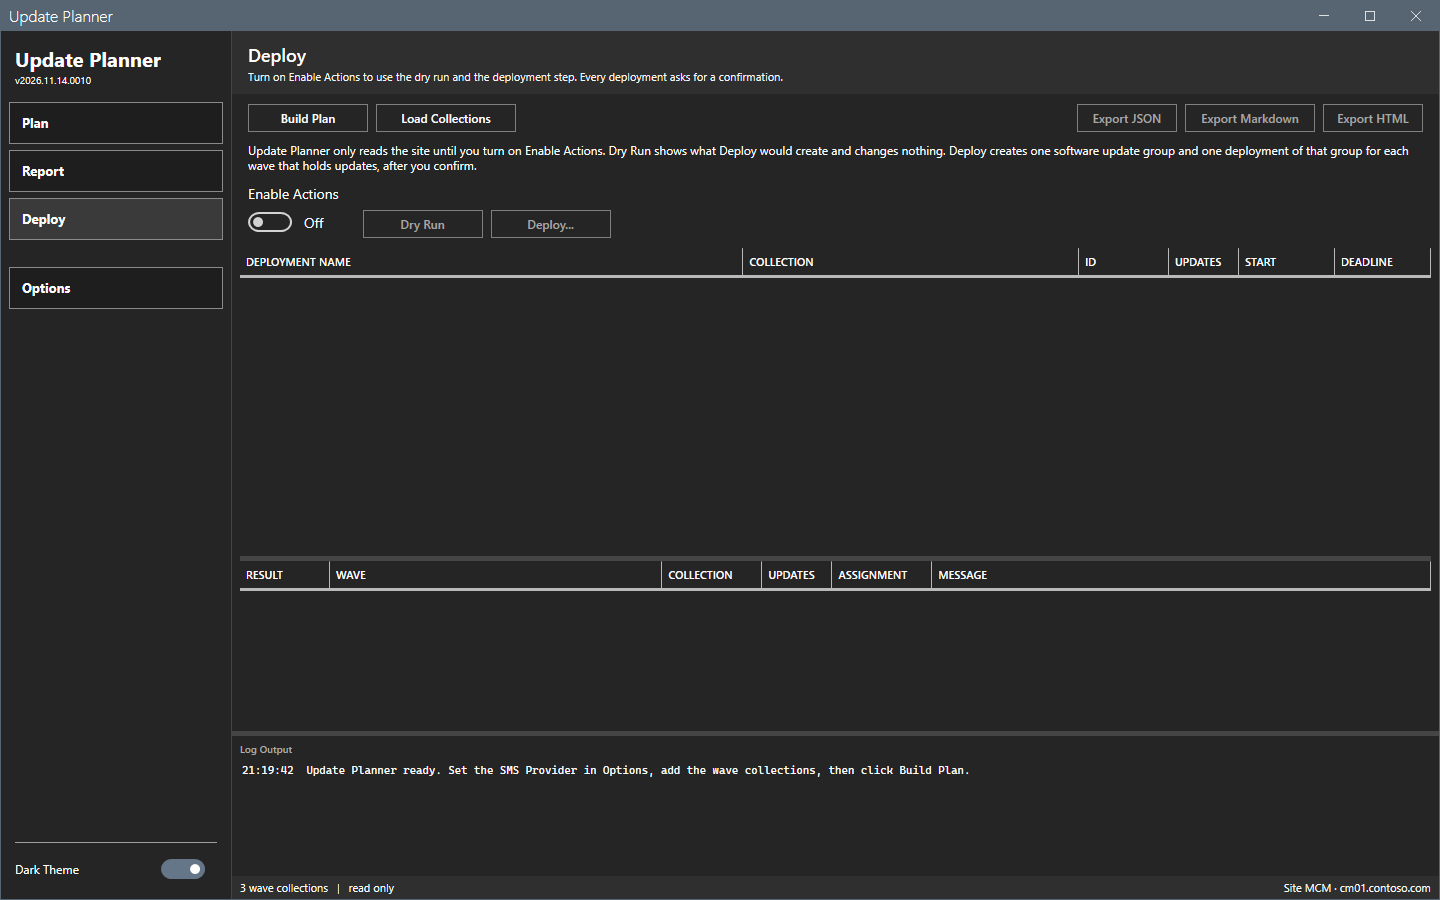 Update Planner
Update Planner
v2026.11.14.0010
Plan
Report
Deploy
Options
Dark Theme
Deploy
Turn on Enable Actions to use the dry run and the deployment step. Every deployment asks for a confirmation.
Build Plan
Load Collections
Export JSON
Export Markdown
Export HTML
Update Planner only reads the site until you turn on Enable Actions. Dry Run shows what Deploy would create and changes nothing. Deploy creates one software update group and one deployment of that group for each
wave that holds updates, after you confirm.
Enable Actions
Off
Dry Run
Deploy...
DEPLOYMENT NAME
COLLECTION
ID
UPDATES
START
DEADLINE
RESULT
WAVE
COLLECTION
UPDATES
ASSIGNMENT
MESSAGE
Log Output
21:19:42 Update Planner ready. Set the SMS Provider in Options, add the wave collections, then click Build Plan.
3 wave collections | read only
Site MCM · cm01.contoso.com